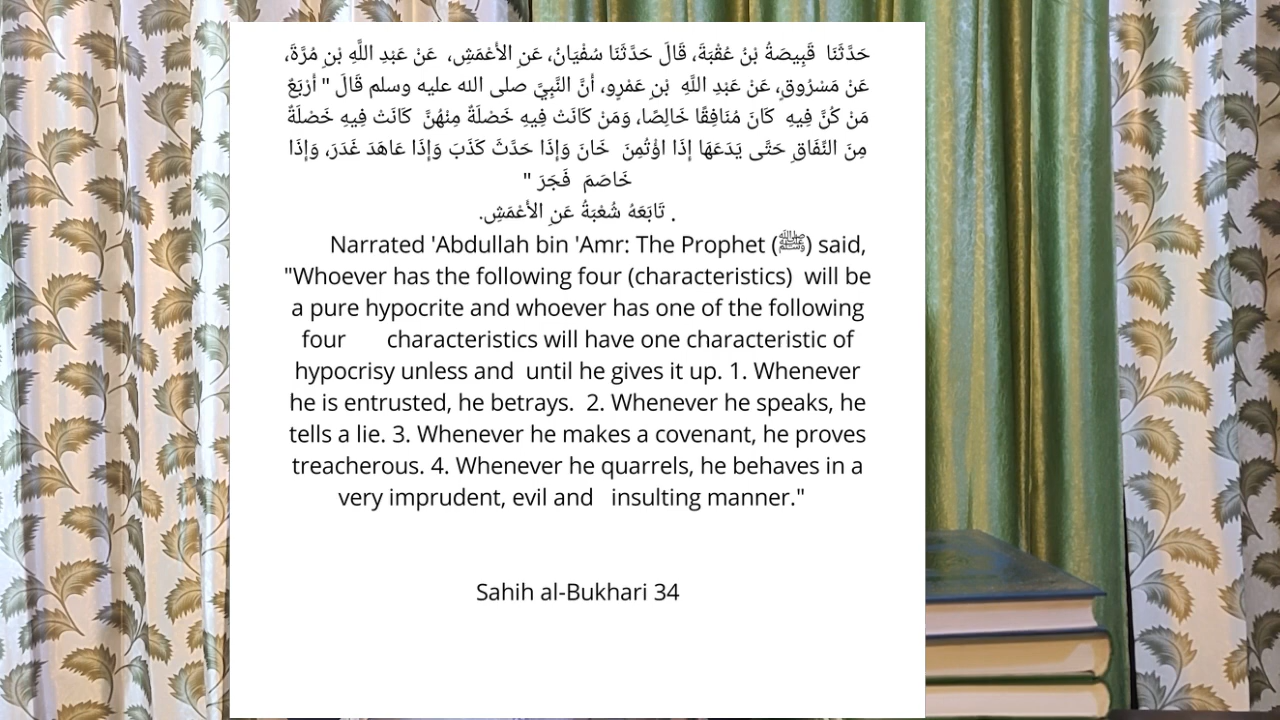 حَدَّثَنَا قَبِيصَةُ بْنُ عُقْبَةَ، قَالَ حَدَّثَنَا سُفْيَانُ، عَنِ الأَعْمَشِ، عَنْ عَبْدِ اللَّهِ بْنِ مُرَّةَ،
عَنْ مَسْرُوقٍ، عَنْ عَبْدِ اللَّهِ بْنِ عَمْرٍو، أَنَّ النَّبِيَّ صلى الله عليه وسلم قَالَ " أَرْبَعٌ
مَنْ كُنَّ فِيهِ كَانَ مُنَافِقًا خَالِصًا، وَمَنْ كَانَتْ فِيهِ خَصْلَةٌ مِنْهُنَّ كَانَتْ فِيهِ خَصْلَةٌ
مِنَ النِّفَاقِ حَتَّى يَدَعَهَا إِذَا اؤْتُمِنَ خَانَ وَإِذَا حَدَّثَ كَذَبَ وَإِذَا عَاهَدَ غَدَرَ، وَإِذَا
خَاصَمَ فَجَرَ "
. تَابَعَهُ شُعْبَةُ عَنِ الأَعْمَشِ.
Narrated 'Abdullah bin 'Amr: The Prophet (ﷺ) said,
"Whoever has the following four (characteristics) will be
a pure hypocrite and whoever has one of the following
four characteristics will have one characteristic of
hypocrisy unless and until he gives it up. 1. Whenever
he is entrusted, he betrays. 2. Whenever he speaks, he
tells a lie. 3. Whenever he makes a covenant, he proves
treacherous. 4. Whenever he quarrels, he behaves in a
very imprudent, evil and insulting manner."
Sahih al-Bukhari 34